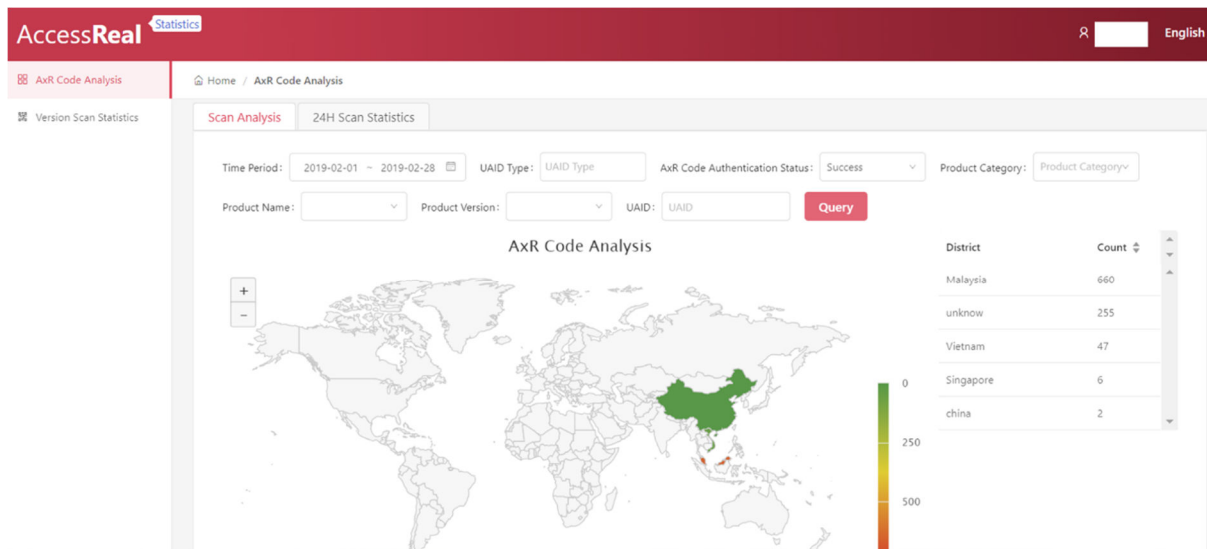 AccessReal Statistics
English
AxR Code Analysis
Version Scan Statistics
Home / AxR Code Analysis
Scan Analysis 24H Scan Statistics
Time Period : 2019-02-01 ~ 2019-02-28 UAID Type : UAID Type AxR Code Authentication Status : Success Product Category : Product Category
Product Name : Product Version : UAID : UAID Query
AxR Code Analysis
District Count
Malaysia 660
unknow 255
Vietnam 47
Singapore 6
china 2
+
-
0
250
500